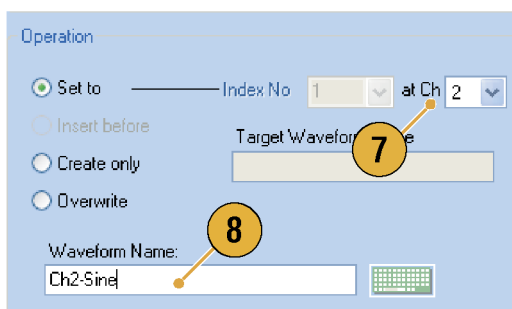 Operation
Set to Index No 1 at Ch 2
Insert before
Target Waveform
7
Create only
Overwrite
8
Waveform Name:
Ch2-Sine